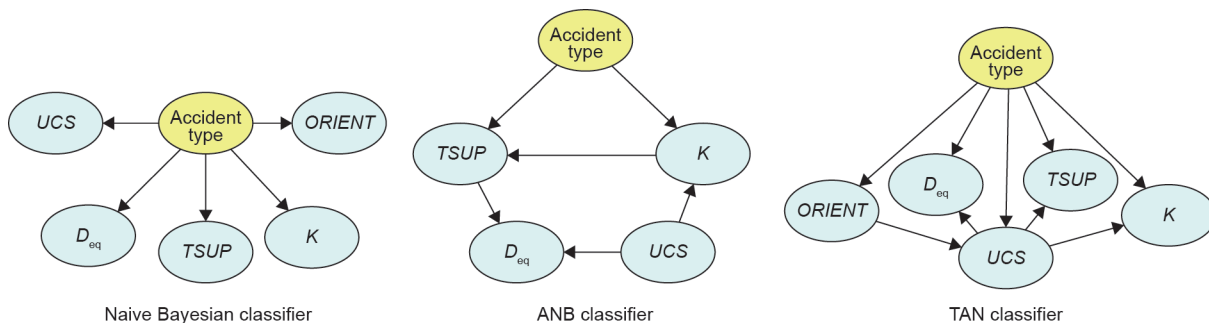 Accident
type
UCS
ORIENT
Deq
TSUP
K
Naive Bayesian classifier
Accident
type
TSUP
K
Deq
UCS
ANB classifier
Accident
type
ORIENT
Deq
TSUP
K
UCS
TAN classifier